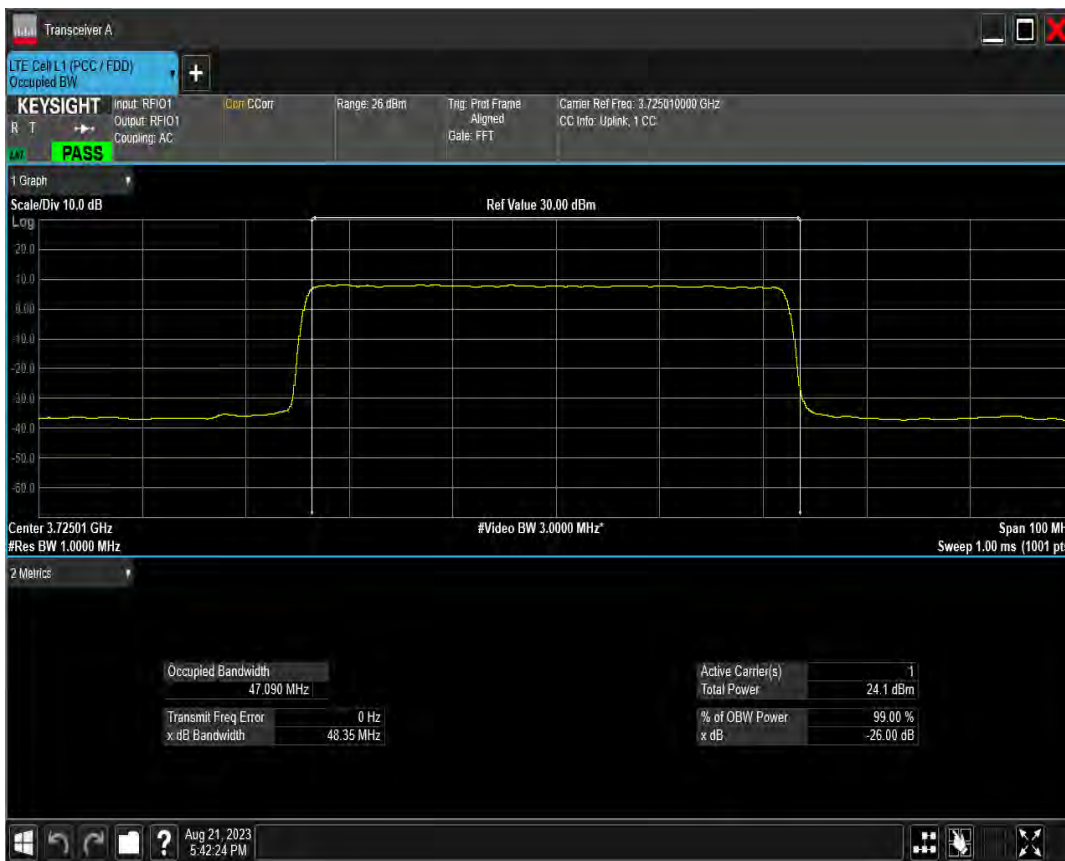 Transceiver A
LTE Cell L1 (PCC / FDD)
Occupied BW
+
KEYSIGHT
R T
PASS
Input: RFIO1
Output: RFIO1
Coupling: AC
Corr CCorr
Range: 26 dBm
Trig: Prot Frame
Aligned
Gate: FFT
Carrier Ref Freq: 3.725010000 GHz
CC Info: Uplink, 1 CC
1 Graph
Scale/Div 10.0 dB
Ref Value 30.00 dBm
Log
20.0
10.0
0.00
-10.0
-20.0
-30.0
-40.0
-50.0
-60.0
Center 3.72501 GHz
#Video BW 3.0000 MHz*
Span 100 MH
#Res BW 1.0000 MHz
Sweep 1.00 ms (1001 pts
2 Metrics
Occupied Bandwidth
47.090 MHz
Transmit Freq Error 0 Hz
x dB Bandwidth 48.35 MHz
Active Carrier(s) 1
Total Power 24.1 dBm
% of OBW Power 99.00 %
x dB -26.00 dB
?
Aug 21, 2023
5:42:24 PM